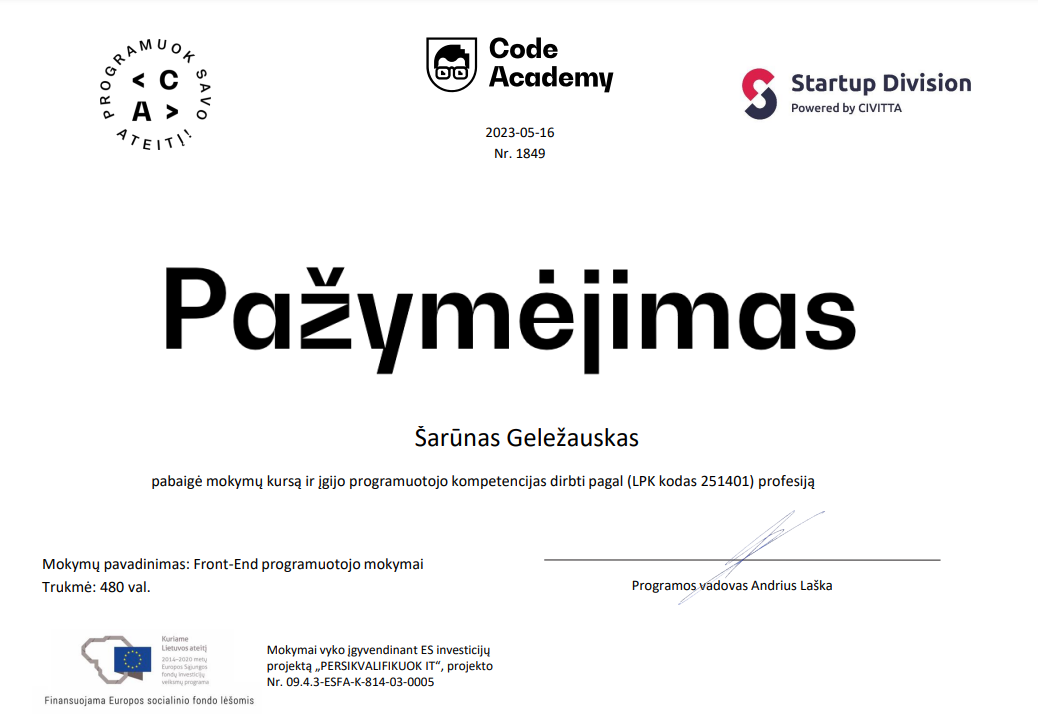 PROGRAMUOK SAVO ATEITĮ!
< C
A >
Code
Academy
Startup Division
Powered by CIVITTA
2023-05-16
Nr. 1849
Pažymėjimas
Šarūnas Geležauskas
pabaigė mokymų kursą ir įgijo programuotojo kompetencijas dirbti pagal (LPK kodas 251401) profesiją
Mokymų pavadinimas: Front-End programuotojo mokymai
Trukmė: 480 val.
Programos vadovas Andrius Laška
Kuriame
Lietuvos ateitį
2014–2020 metų
Europos Sąjungos
fondų investicijų
veiksmų programa
Finansuojama Europos socialinio fondo lėšomis
Mokymai vyko įgyvendinant ES investicijų
projektą „PERSIKVALIFIKUOK IT“, projekto
Nr. 09.4.3-ESFA-K-814-03-0005